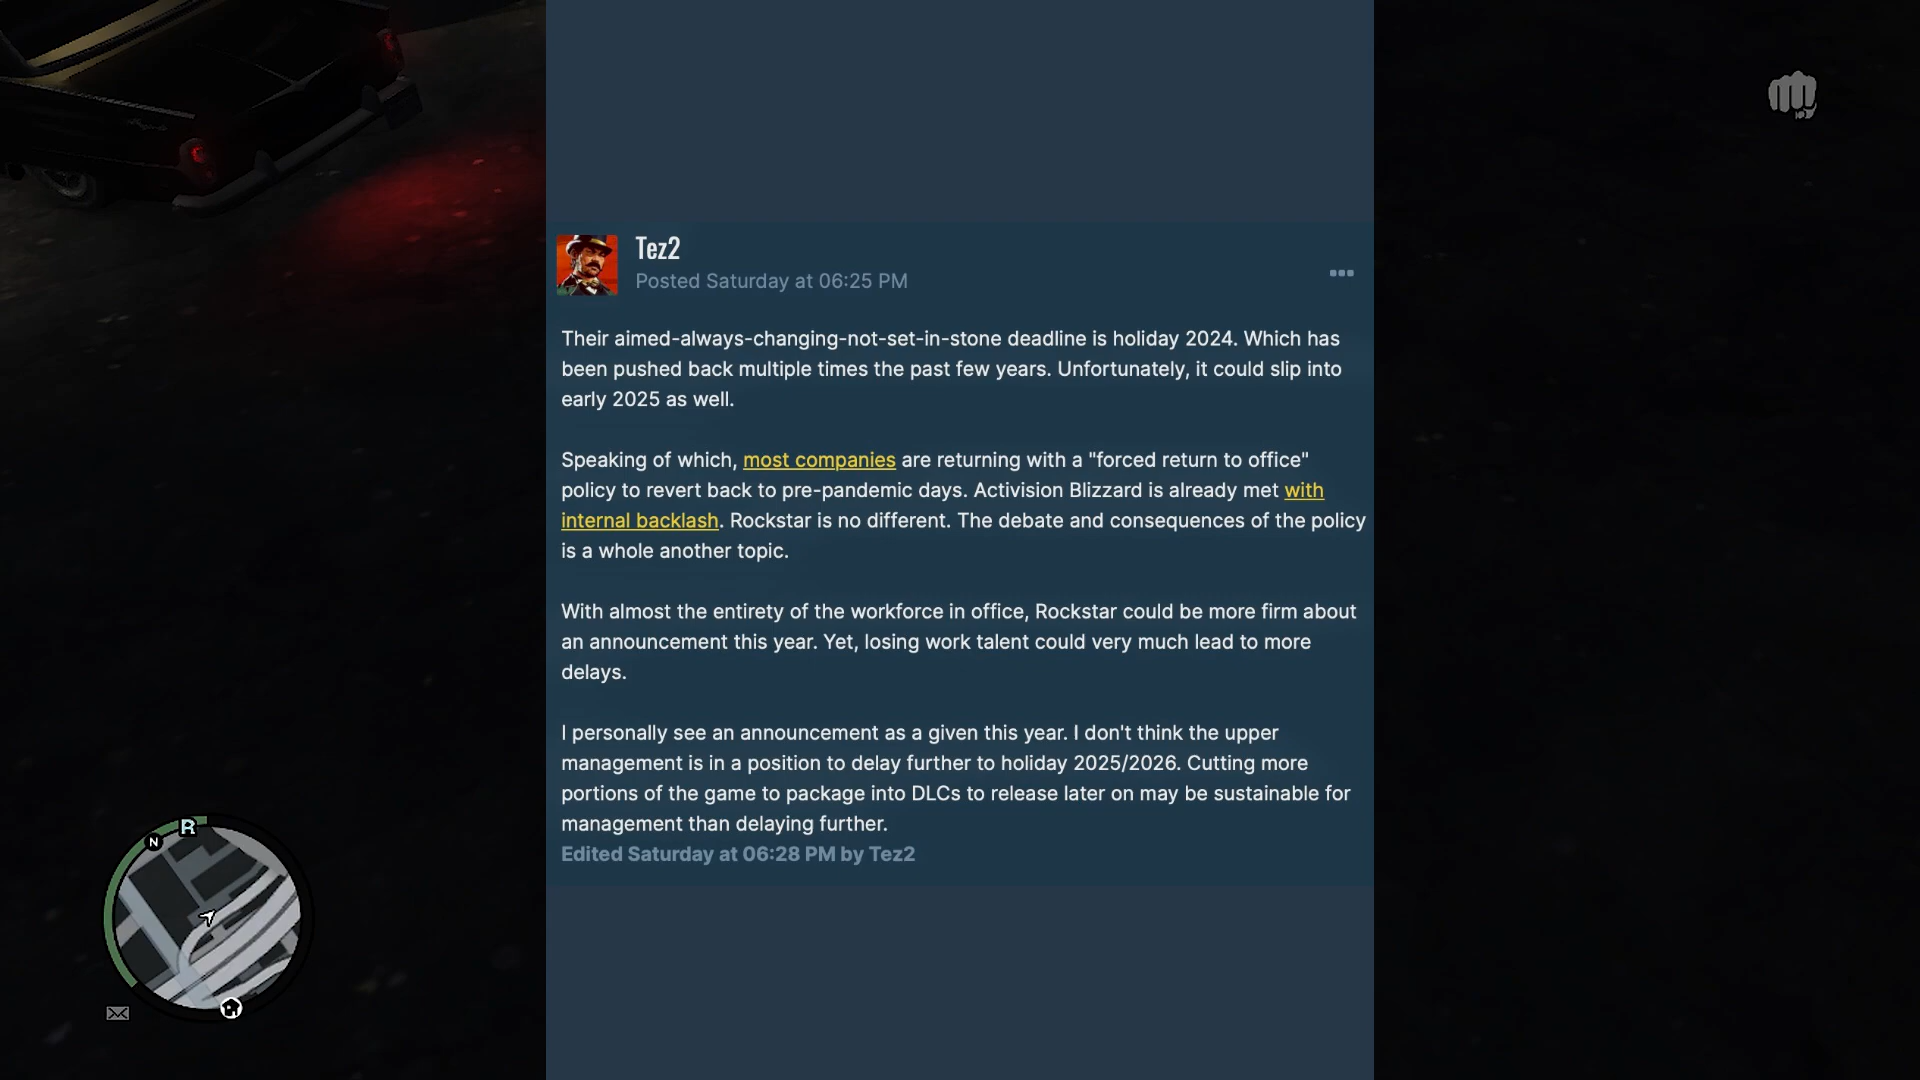 Tez2
Posted Saturday at 06:25 PM
Their aimed-always-changing-not-set-in-stone deadline is holiday 2024. Which has
been pushed back multiple times the past few years. Unfortunately, it could slip into
early 2025 as well.
Speaking of which, most companies are returning with a "forced return to office"
policy to revert back to pre-pandemic days. Activision Blizzard is already met with
internal backlash. Rockstar is no different. The debate and consequences of the policy
is a whole another topic.
With almost the entirety of the workforce in office, Rockstar could be more firm about
an announcement this year. Yet, losing work talent could very much lead to more
delays.
I personally see an announcement as a given this year. I don't think the upper
management is in a position to delay further to holiday 2025/2026. Cutting more
portions of the game to package into DLCs to release later on may be sustainable for
management than delaying further.
Edited Saturday at 06:28 PM by Tez2
R
N